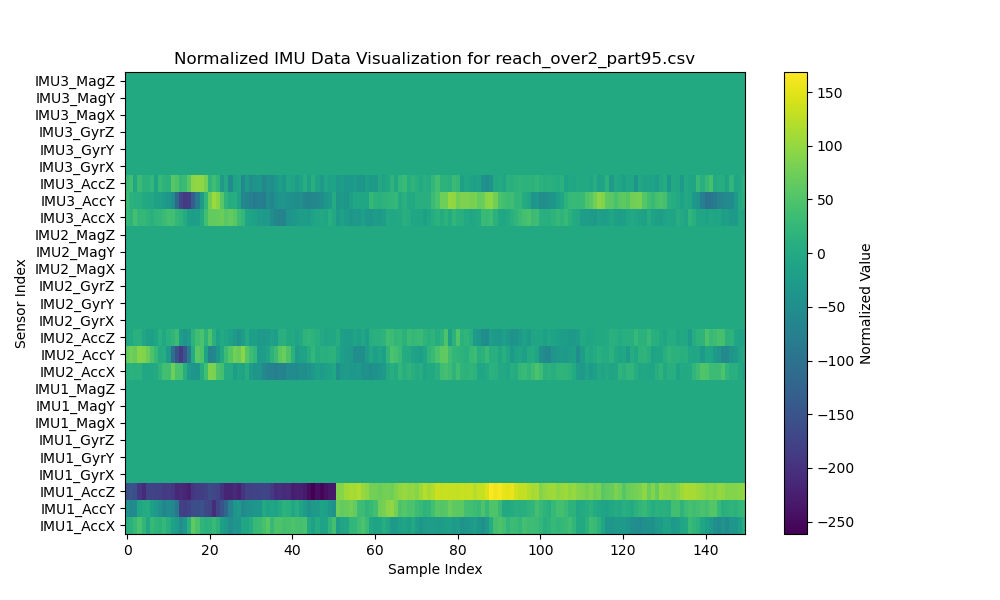 Normalized IMU Data Visualization for reach_over2_part95.csv
IMU3_MagZ
IMU3_MagY
IMU3_MagX
IMU3_GyrZ
IMU3_GyrY
IMU3_GyrX
IMU3_AccZ
IMU3_AccY
IMU3_AccX
IMU2_MagZ
IMU2_MagY
IMU2_MagX
IMU2_GyrZ
IMU2_GyrY
IMU2_GyrX
IMU2_AccZ
IMU2_AccY
IMU2_AccX
IMU1_MagZ
IMU1_MagY
IMU1_MagX
IMU1_GyrZ
IMU1_GyrY
IMU1_GyrX
IMU1_AccZ
IMU1_AccY
IMU1_AccX
Sensor Index
0 20 40 60 80 100 120 140
Sample Index
150
100
50
0
−50
−100
−150
−200
−250
Normalized Value